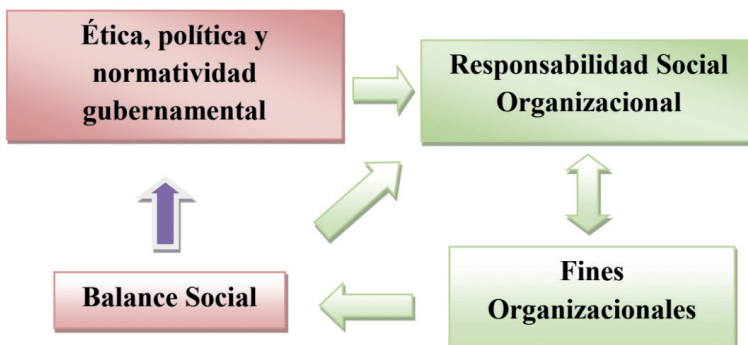 Ética, política y
normatividad
gubernamental
Responsabilidad Social
Organizacional
Balance Social
Fines
Organizacionales